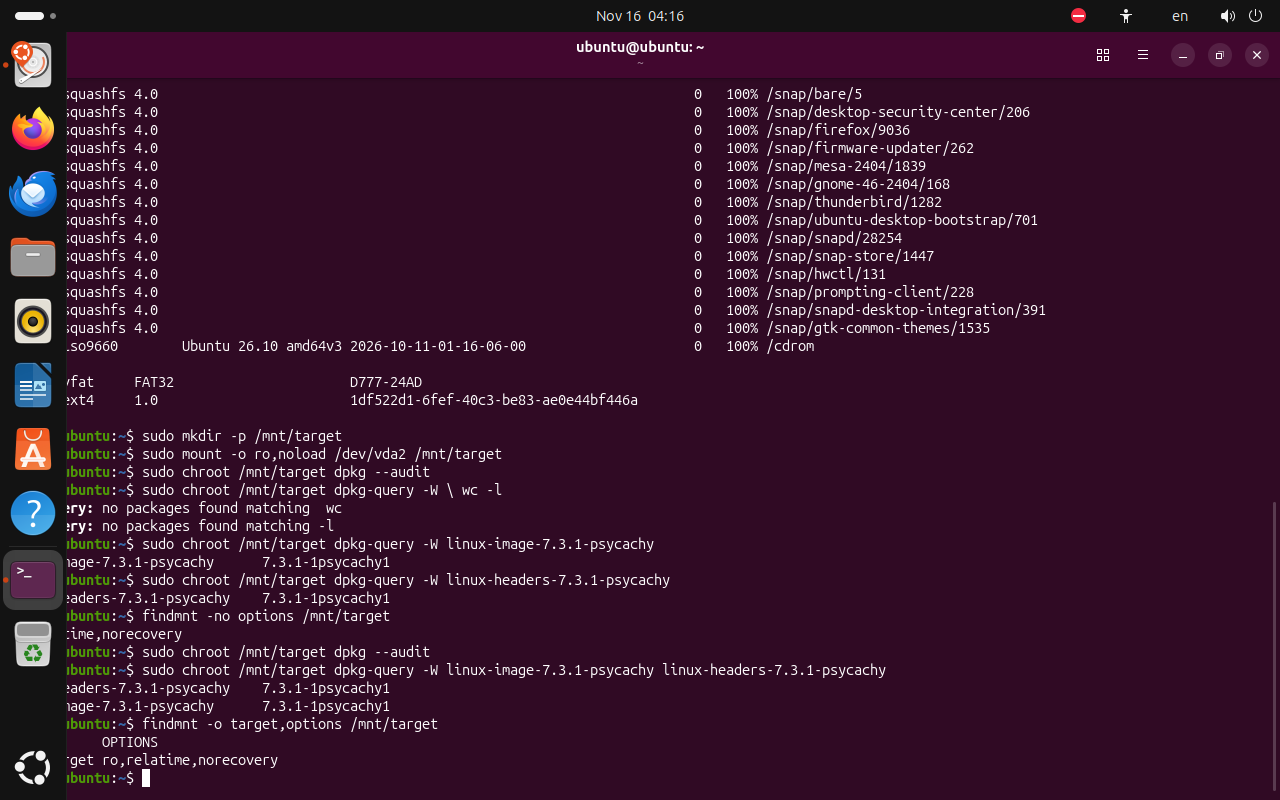 Nov 16 04:16
en
ubuntu@ubuntu: ~
~
squashfs 4.0 0 100% /snap/bare/5
squashfs 4.0 0 100% /snap/desktop-security-center/206
squashfs 4.0 0 100% /snap/firefox/9036
squashfs 4.0 0 100% /snap/firmware-updater/262
squashfs 4.0 0 100% /snap/mesa-2404/1839
squashfs 4.0 0 100% /snap/gnome-46-2404/168
squashfs 4.0 0 100% /snap/thunderbird/1282
squashfs 4.0 0 100% /snap/ubuntu-desktop-bootstrap/701
squashfs 4.0 0 100% /snap/snapd/28254
squashfs 4.0 0 100% /snap/snap-store/1447
squashfs 4.0 0 100% /snap/hwctl/131
squashfs 4.0 0 100% /snap/prompting-client/228
squashfs 4.0 0 100% /snap/snapd-desktop-integration/391
squashfs 4.0 0 100% /snap/gtk-common-themes/1535
iso9660 Ubuntu 26.10 amd64v3 2026-10-11-01-16-06-00 0 100% /cdrom
vfat FAT32 D777-24AD
ext4 1.0 1df522d1-6fef-40c3-be83-ae0e44bf446a
ubuntu:~$ sudo mkdir -p /mnt/target
ubuntu:~$ sudo mount -o ro,noload /dev/vda2 /mnt/target
ubuntu:~$ sudo chroot /mnt/target dpkg --audit
ubuntu:~$ sudo chroot /mnt/target dpkg-query -W \ wc -l
ery: no packages found matching  wc
ery: no packages found matching -l
ubuntu:~$ sudo chroot /mnt/target dpkg-query -W linux-image-7.3.1-psycachy
mage-7.3.1-psycachy 7.3.1-1psycachy1
ubuntu:~$ sudo chroot /mnt/target dpkg-query -W linux-headers-7.3.1-psycachy
eaders-7.3.1-psycachy 7.3.1-1psycachy1
ubuntu:~$ findmnt -no options /mnt/target
time,norecovery
ubuntu:~$ sudo chroot /mnt/target dpkg --audit
ubuntu:~$ sudo chroot /mnt/target dpkg-query -W linux-image-7.3.1-psycachy linux-headers-7.3.1-psycachy
eaders-7.3.1-psycachy 7.3.1-1psycachy1
mage-7.3.1-psycachy 7.3.1-1psycachy1
ubuntu:~$ findmnt -o target,options /mnt/target
OPTIONS
rget ro,relatime,norecovery
ubuntu:~$